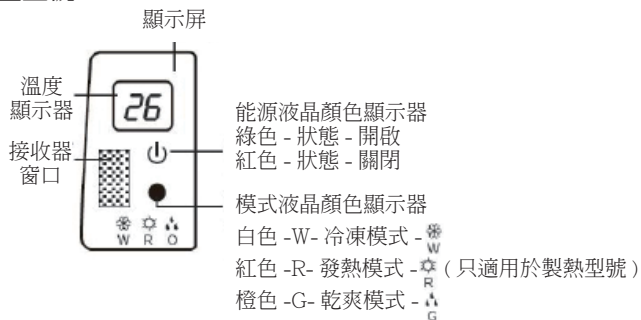 顯示屏
溫度
顯示器
26
接收器
窗口
W R O
能源液晶顏色顯示器
綠色 - 狀態 - 開啟
紅色 - 狀態 - 關閉
模式液晶顏色顯示器
白色 -W- 冷凍模式 - W
紅色 -R- 發熱模式 - R ( 只適用於製熱型號 )
橙色 -G- 乾爽模式 - G